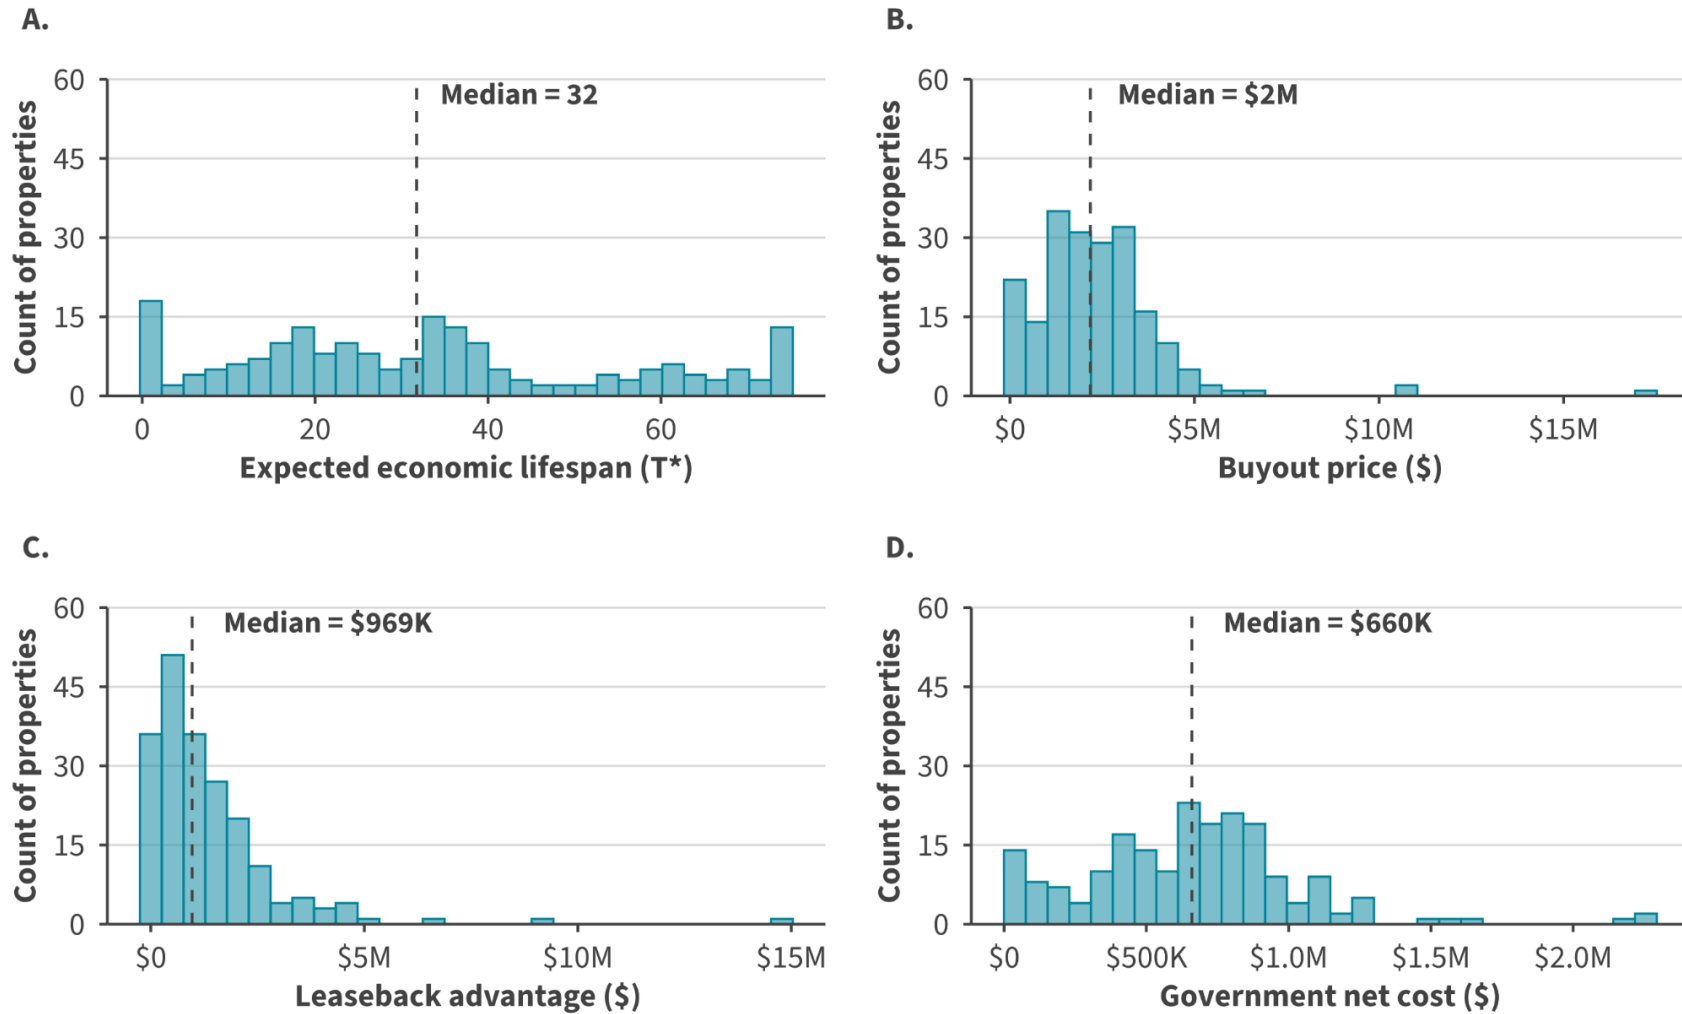 A.
Median = 32
Count of properties
60
45
30
15
0
0 20 40 60
Expected economic lifespan (T*)
B.
Median = $2M
Count of properties
60
45
30
15
0
$0 $5M $10M $15M
Buyout price ($)
C.
Median = $969K
Count of properties
60
45
30
15
0
$0 $5M $10M $15M
Leaseback advantage ($)
D.
Median = $660K
Count of properties
60
45
30
15
0
$0 $500K $1.0M $1.5M $2.0M
Government net cost ($)